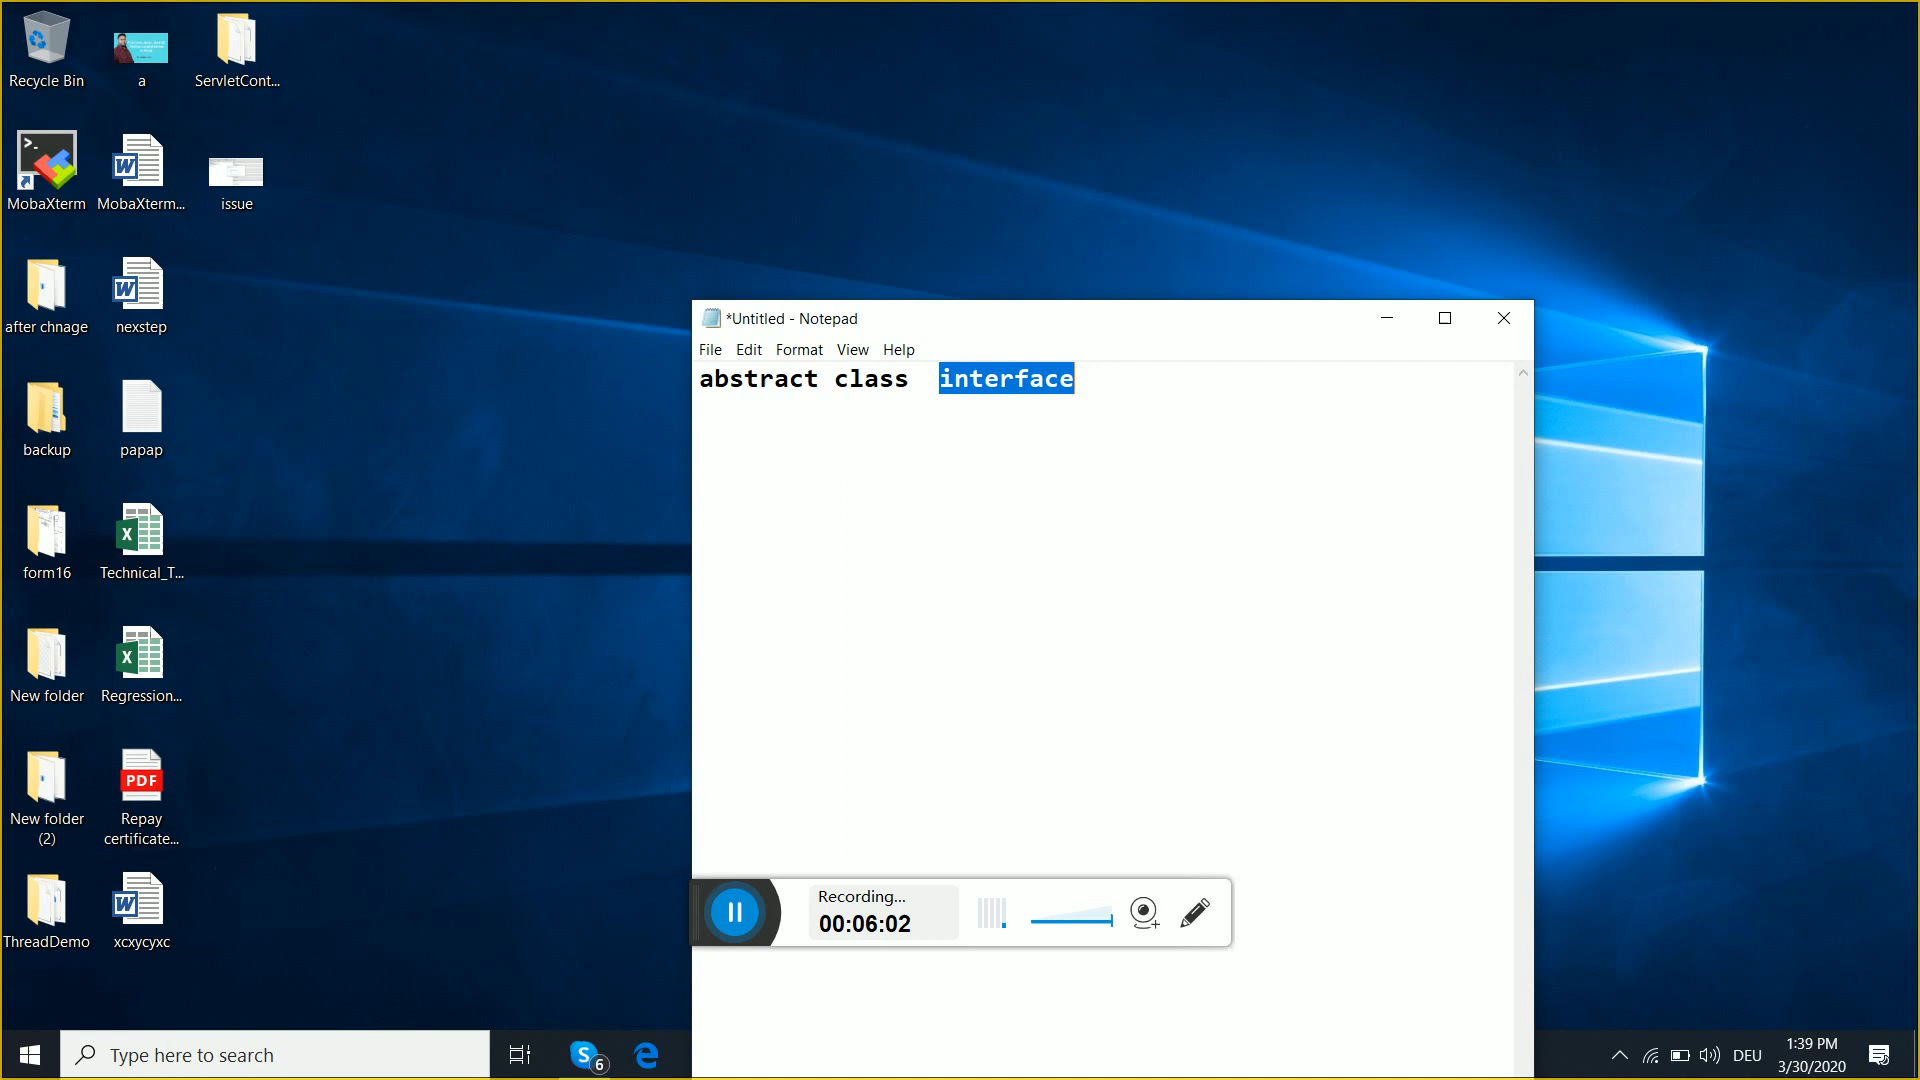 Recycle Bin
a
ServletCont...
MobaXterm
MobaXterm...
issue
after chnage
nexstep
backup
papap
form16
Technical_T...
New folder
Regression...
New folder
(2)
PDF
Repay
certificate...
ThreadDemo
xcxycyxc
*Untitled - Notepad
File Edit Format View Help
abstract class interface
Recording...
00:06:02
Type here to search
6
DEU
1:39 PM
3/30/2020